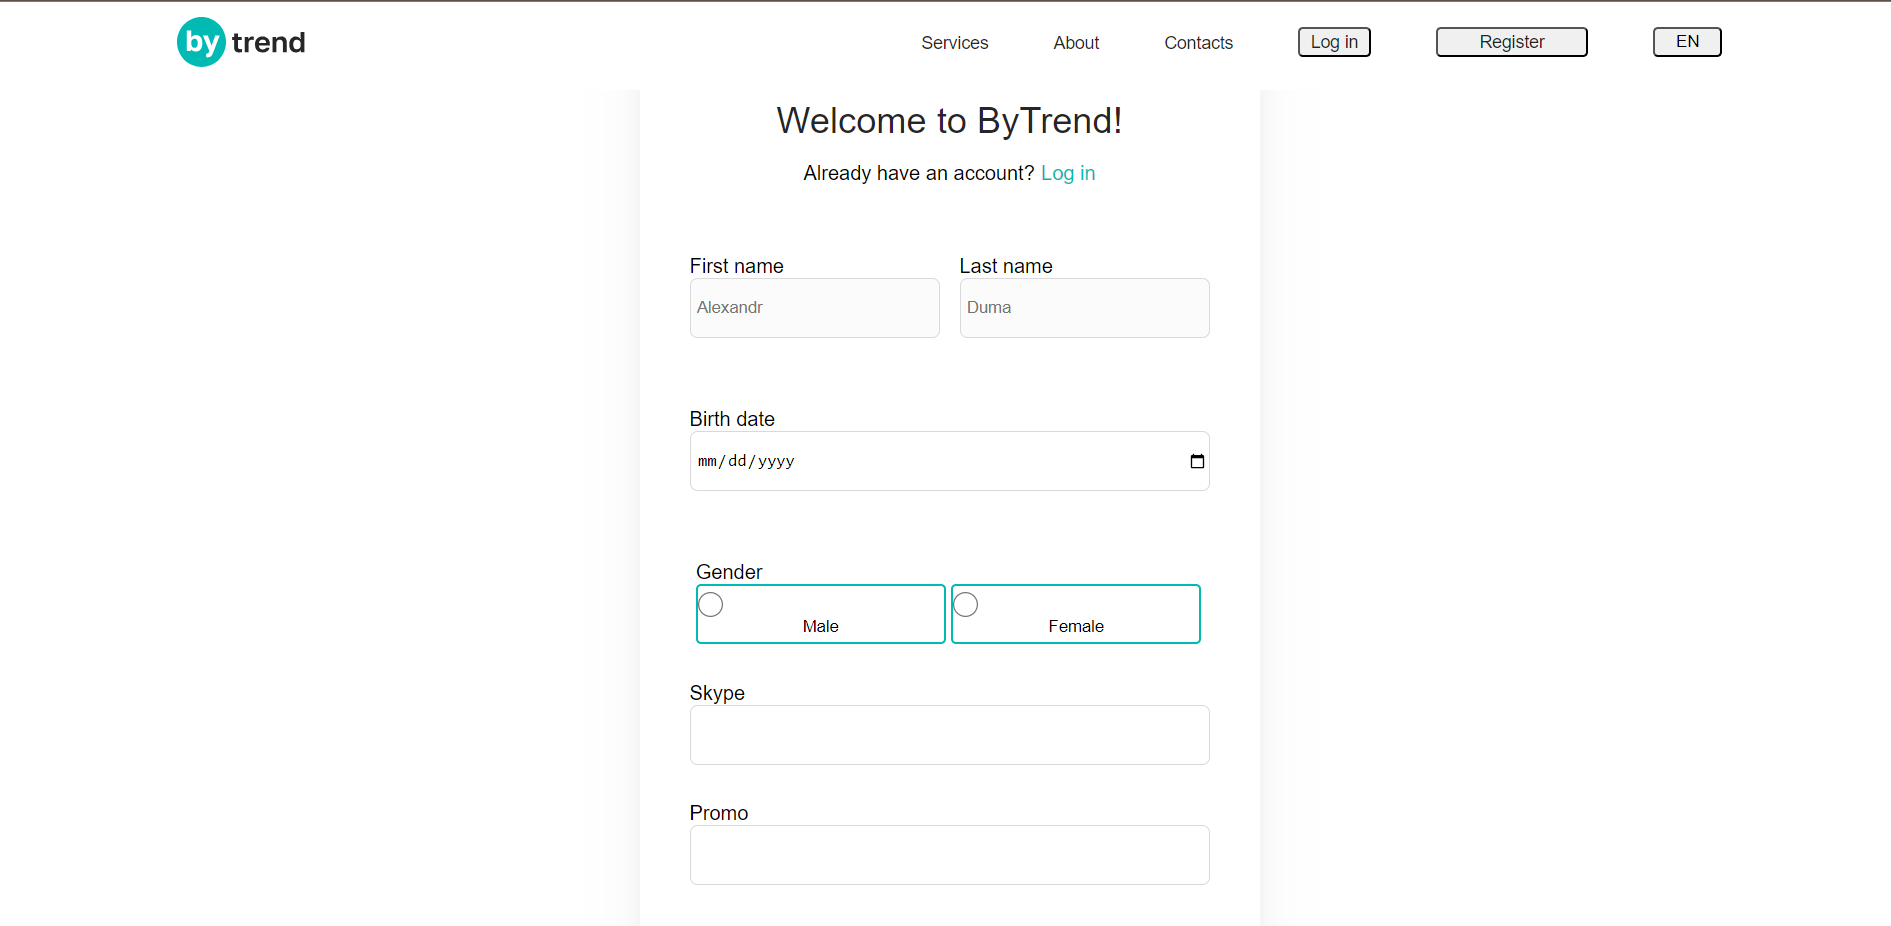 by trend Services About Contacts Log in Register EN
Welcome to ByTrend!
Already have an account? Log in
First name Last name
Alexandr Duma
Birth date
mm/dd/yyyy
Gender
Male Female
Skype
Promo